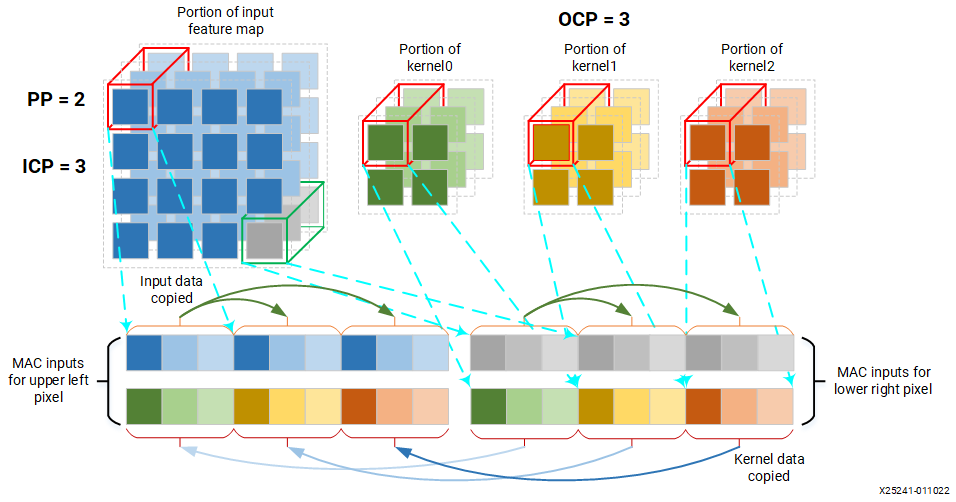 Portion of input
feature map
OCP = 3
Portion of
kernel0
Portion of
kernel1
Portion of
kernel2
PP = 2
ICP = 3
Input data
copied
MAC inputs
for upper left
pixel
MAC inputs for
lower right
pixel
Kernel data
copied
X25241-011022